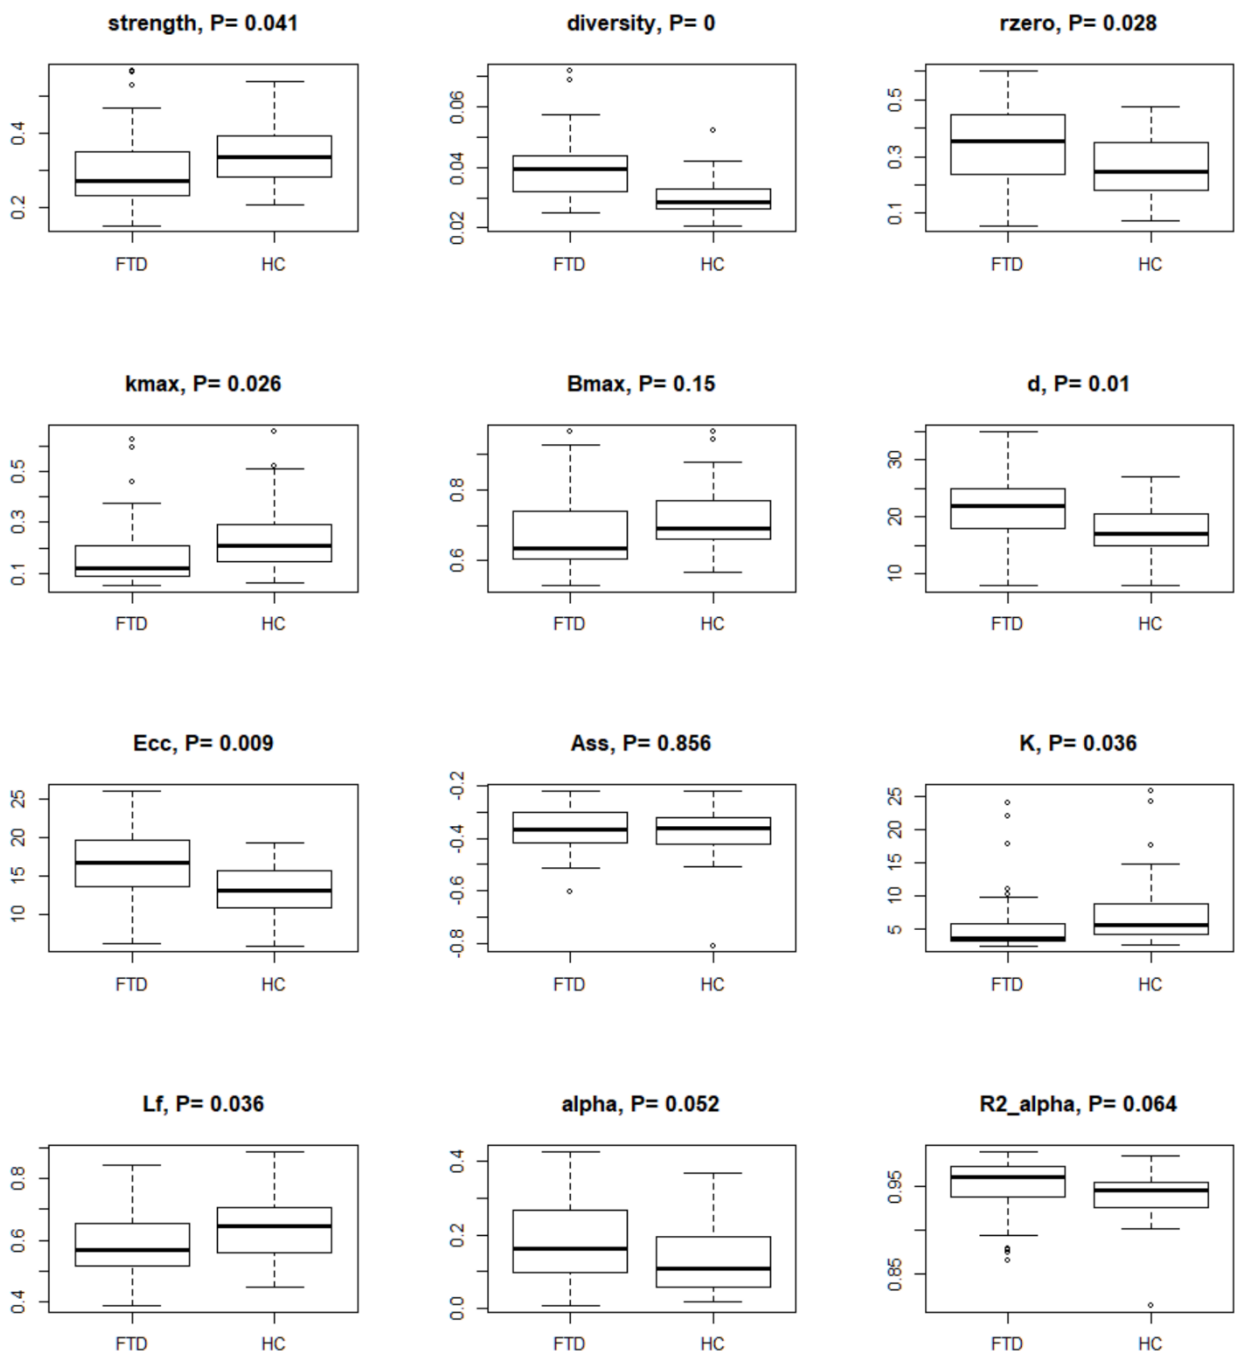 strength, P= 0.041
0.4
0.2
FTD HC
diversity, P= 0
0.06
0.04
0.02
FTD HC
rzero, P= 0.028
0.5
0.3
0.1
FTD HC
kmax, P= 0.026
0.5
0.3
0.1
FTD HC
Bmax, P= 0.15
0.8
0.6
FTD HC
d, P= 0.01
30
20
10
FTD HC
Ecc, P= 0.009
25
20
15
10
FTD HC
Ass, P= 0.856
-0.2
-0.4
-0.6
-0.8
FTD HC
K, P= 0.036
25
15
5
FTD HC
Lf, P= 0.036
0.8
0.6
0.4
FTD HC
alpha, P= 0.052
0.4
0.2
0.0
FTD HC
R2_alpha, P= 0.064
0.95
0.85
FTD HC